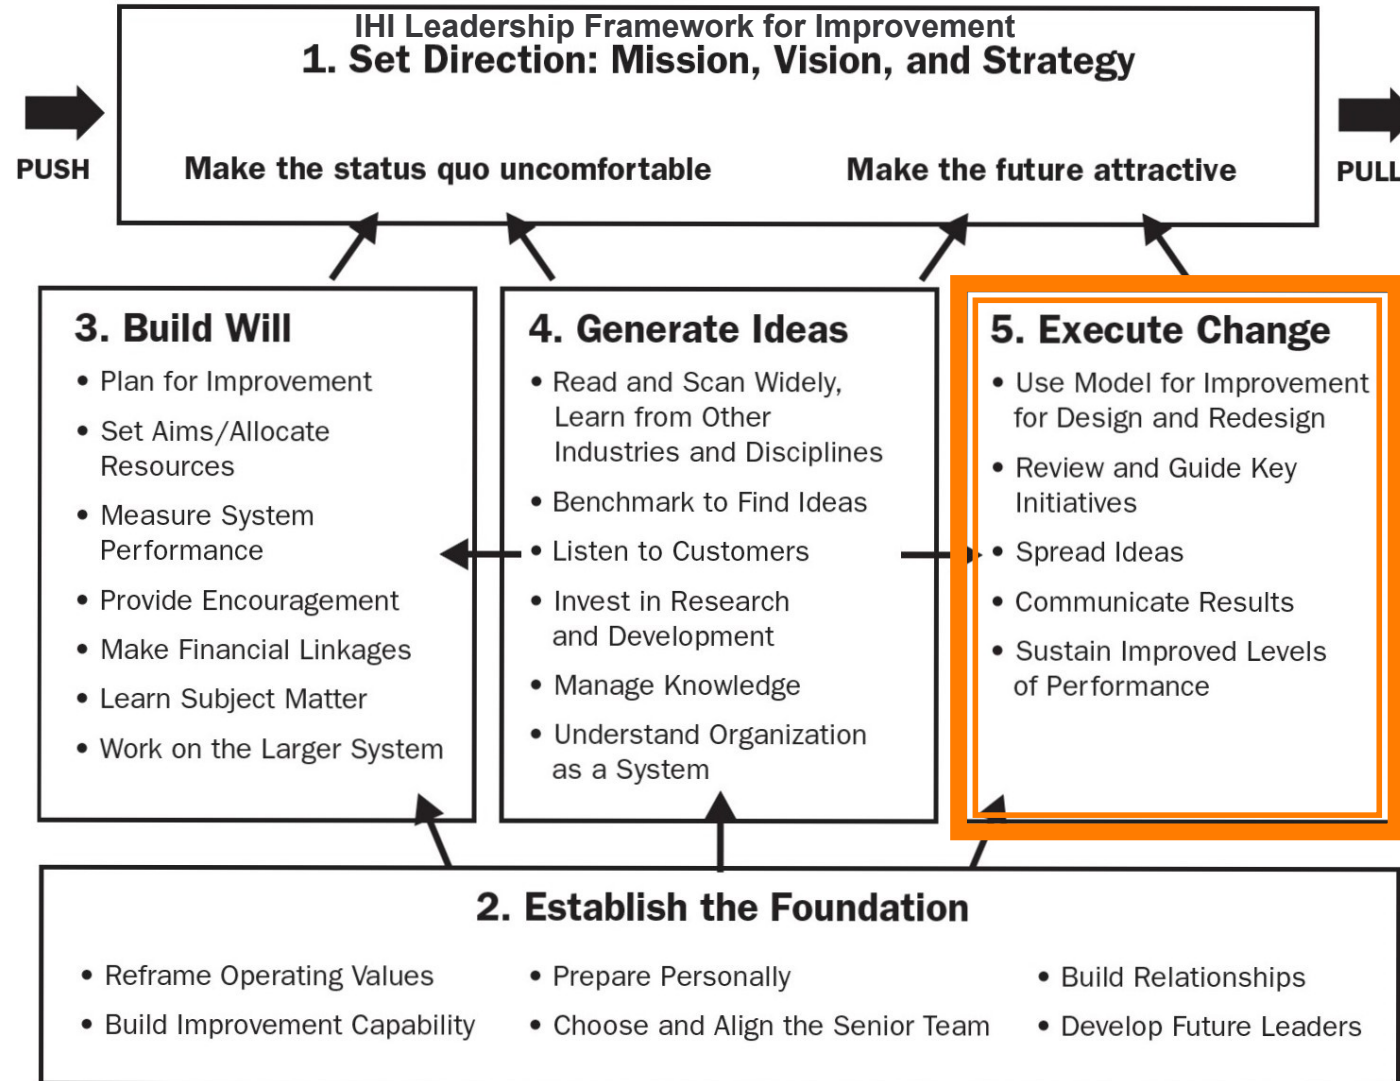 IHI Leadership Framework for Improvement
1. Set Direction: Mission, Vision, and Strategy
PUSH
Make the status quo uncomfortable
Make the future attractive
PULL
3. Build Will
• Plan for Improvement
• Set Aims/Allocate
Resources
• Measure System
Performance
• Provide Encouragement
• Make Financial Linkages
• Learn Subject Matter
• Work on the Larger System
4. Generate Ideas
• Read and Scan Widely,
Learn from Other
Industries and Disciplines
• Benchmark to Find Ideas
• Listen to Customers
• Invest in Research
and Development
• Manage Knowledge
• Understand Organization
as a System
5. Execute Change
• Use Model for Improvement
for Design and Redesign
• Review and Guide Key
Initiatives
• Spread Ideas
• Communicate Results
• Sustain Improved Levels
of Performance
2. Establish the Foundation
• Reframe Operating Values
• Build Improvement Capability
• Prepare Personally
• Choose and Align the Senior Team
• Build Relationships
• Develop Future Leaders